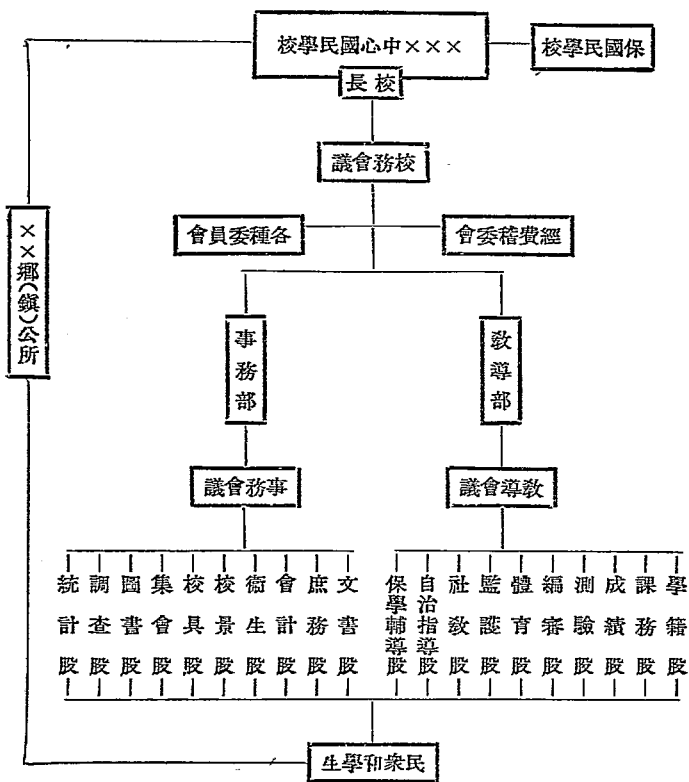 ×××中心國民學校
保國民學校
校長
校務會議
經費稽委會
各種委員會
××鄉(鎮)公所
教導部
事務部
教導會議
事務會議
學籍股
課務股
成績股
測驗股
編審股
體育股
監護股
社教股
自治指導股
保學輔導股
文書股
庶務股
會計股
衞生股
校景股
校具股
集會股
圖書股
調查股
統計股
民衆和學生